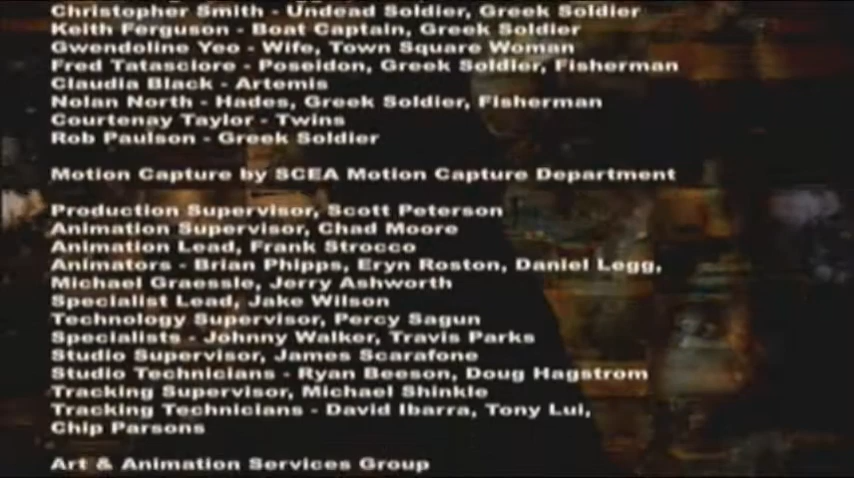 Christopher Smith - Undead Soldier, Greek Soldier
Keith Ferguson - Boat Captain, Greek Soldier
Gwendoline Yeo - Wife, Town Square Woman
Fred Tatasciore - Poseidon, Greek Soldier, Fisherman
Claudia Black - Artemis
Nolan North - Hades, Greek Soldier, Fisherman
Courtenay Taylor - Twins
Rob Paulson - Greek Soldier
Motion Capture by SCEA Motion Capture Department
Production Supervisor, Scott Peterson
Animation Supervisor, Chad Moore
Animation Lead, Frank Strocco
Animators - Brian Phipps, Eryn Roston, Daniel Legg,
Michael Graessle, Jerry Ashworth
Specialist Lead, Jake Wilson
Technology Supervisor, Percy Sagun
Specialists - Johnny Walker, Travis Parks
Studio Supervisor, James Scarafone
Studio Technicians - Ryan Beeson, Doug Hagstrom
Tracking Supervisor, Michael Shinkle
Tracking Technicians - David Ibarra, Tony Lui,
Chip Parsons
Art & Animation Services Group